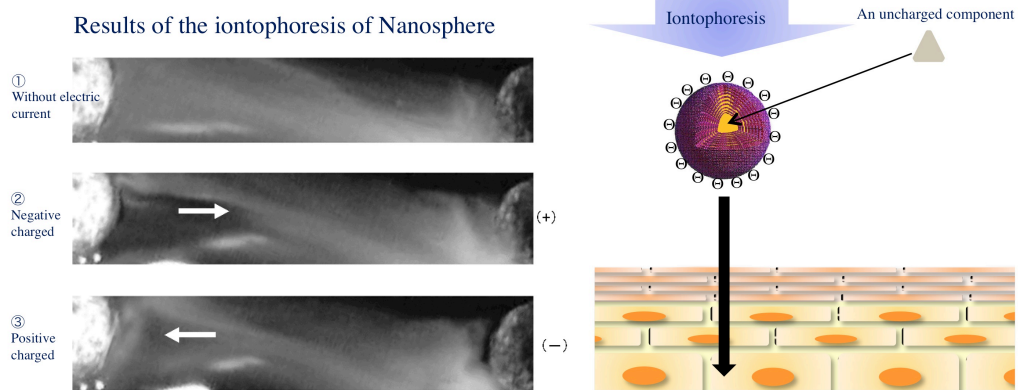 Results of the iontophoresis of Nanosphere
①
Without electric
current
②
Negative
charged
(+)
③
Positive
charged
(−)
Iontophoresis
An uncharged component
⊖ ⊖ ⊖ ⊖ ⊖ ⊖ ⊖ ⊖ ⊖ ⊖ ⊖ ⊖ ⊖ ⊖ ⊖ ⊖ ⊖